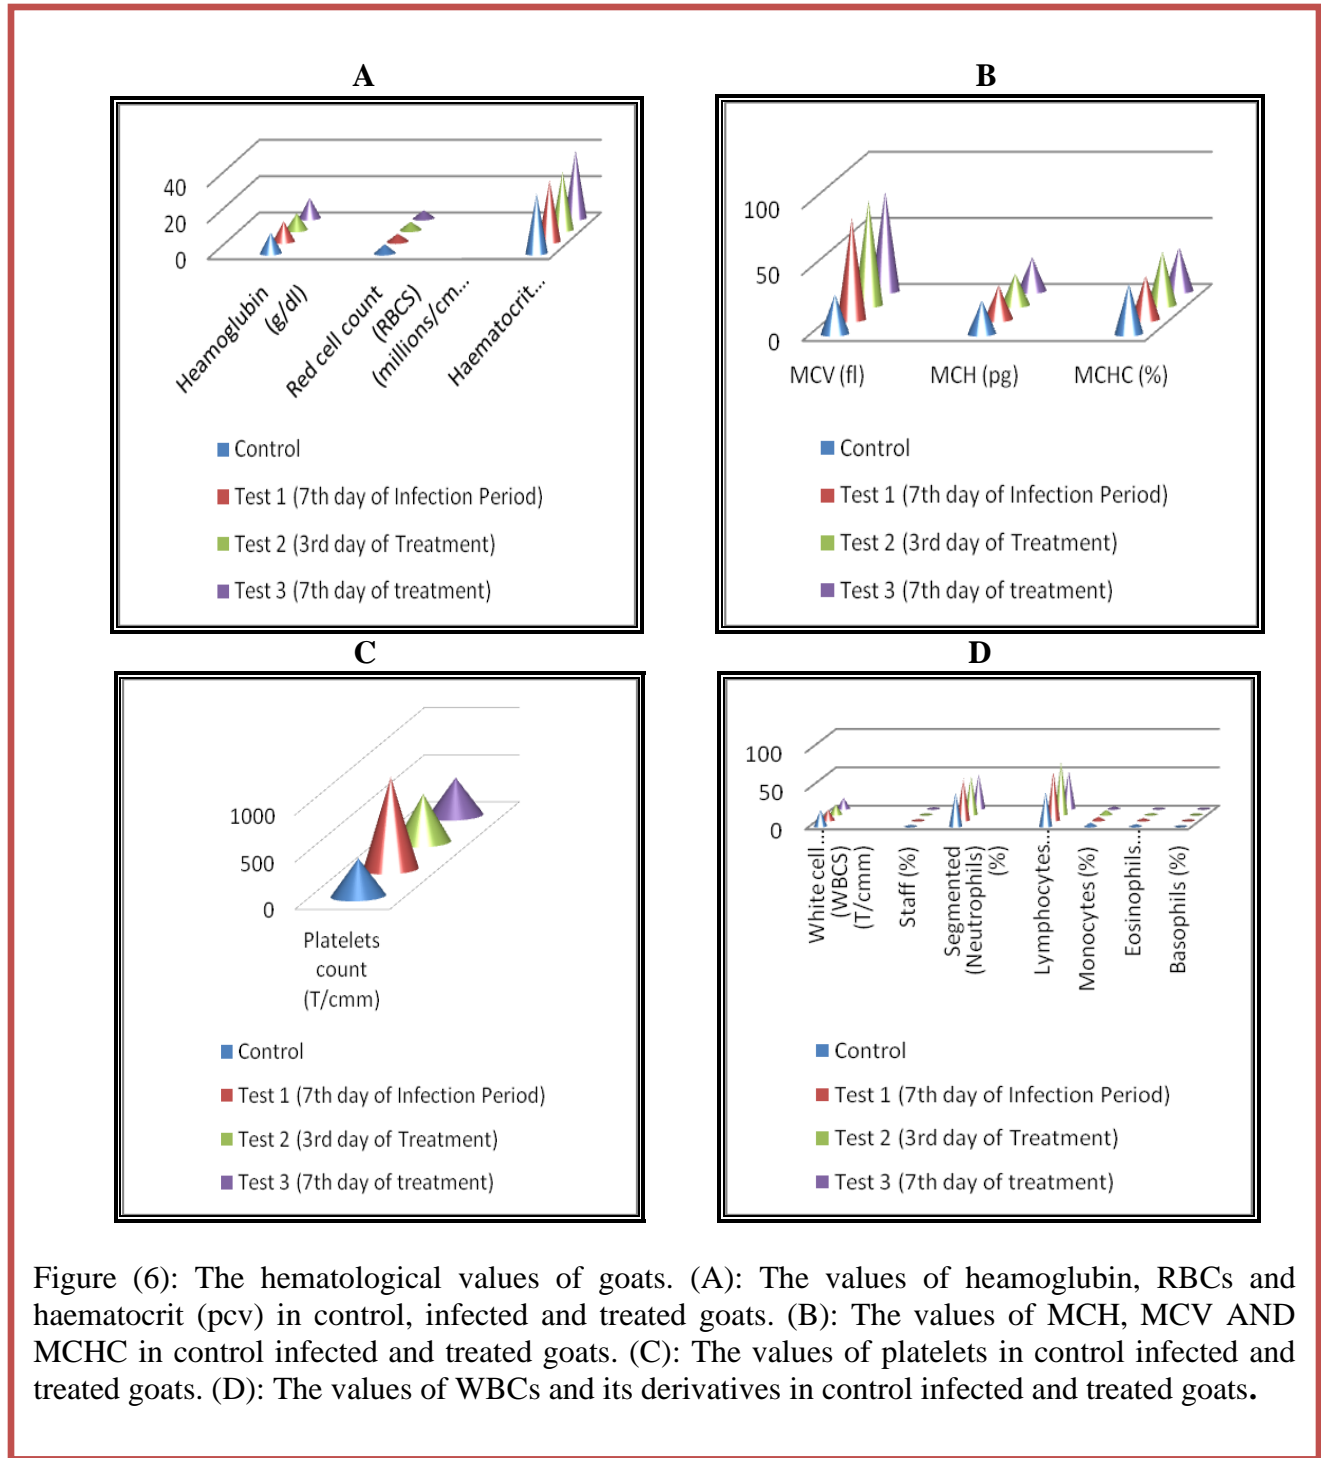 A
B
40
20
0
Heamoglubin
(g/dl)
Red cell count
(RBCS)
(millions/cm...
Haematocrit...
Control
Test 1 (7th day of Infection Period)
Test 2 (3rd day of Treatment)
Test 3 (7th day of treatment)
100
50
0
MCV (fl)
MCH (pg)
MCHC (%)
Control
Test 1 (7th day of Infection Period)
Test 2 (3rd day of Treatment)
Test 3 (7th day of treatment)
C
D
1000
500
0
Platelets
count
(T/cmm)
Control
Test 1 (7th day of Infection Period)
Test 2 (3rd day of Treatment)
Test 3 (7th day of treatment)
100
50
0
White cell...
(WBCS)
(T/cmm)
Staff (%)
Segmented
(Neutrophils)
(%)
Lymphocytes...
Monocytes (%)
Eosinophils...
Basophils (%)
Control
Test 1 (7th day of Infection Period)
Test 2 (3rd day of Treatment)
Test 3 (7th day of treatment)
Figure (6): The hematological values of goats. (A): The values of heamoglubin, RBCs and
haematocrit (pcv) in control, infected and treated goats. (B): The values of MCH, MCV AND
MCHC in control infected and treated goats. (C): The values of platelets in control infected and
treated goats. (D): The values of WBCs and its derivatives in control infected and treated goats.